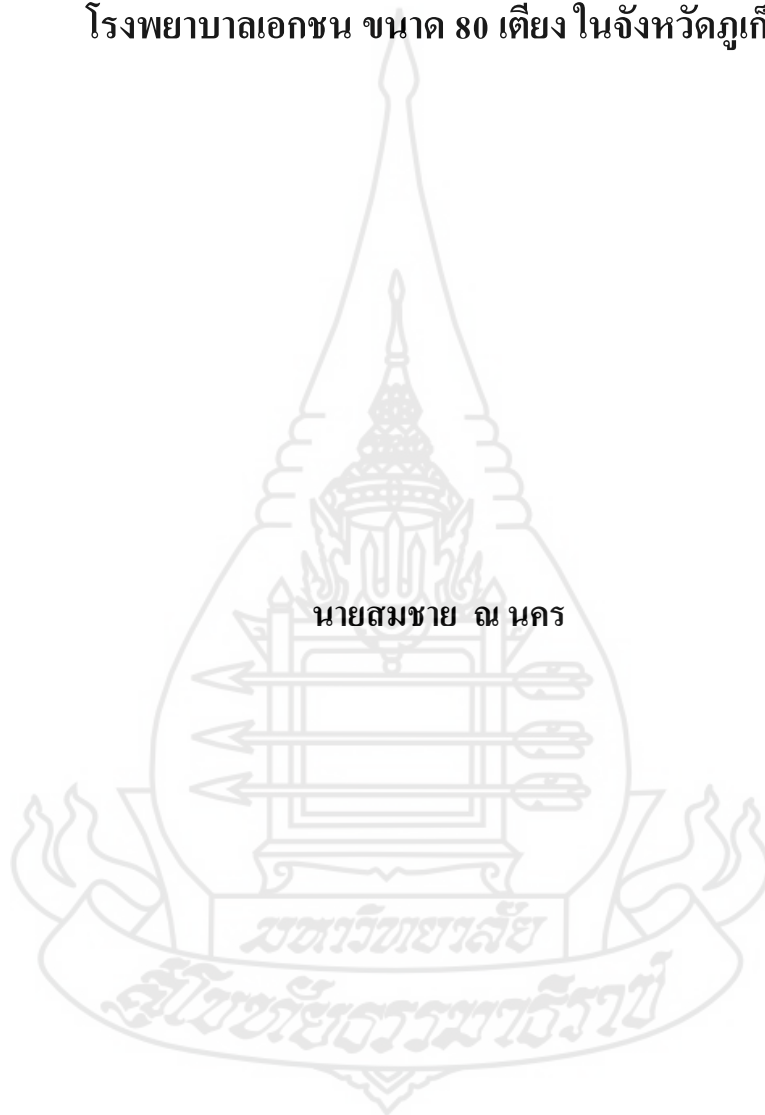 โรงพยาบาลเอกชน ขนาด 80 เตียง ในจังหวัดภูเก็
นายสมชาย ณ นคร
มหาวิทยาลัย
สุโขทัยธรรมาธิราช